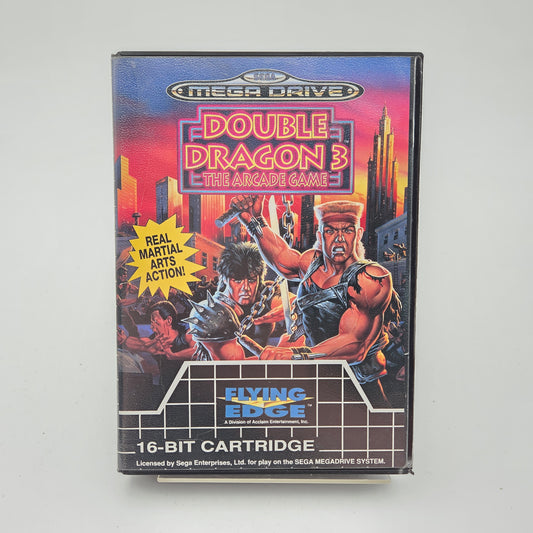 SEGA
MEGA DRIVE
DOUBLE
DRAGON 3
THE ARCADE GAME
REAL
MARTIAL
ARTS
ACTION!
FLYING
EDGE™
A Division of Acclaim Entertainment, Inc.
16-BIT CARTRIDGE
Licensed by Sega Enterprises, Ltd. for play on the SEGA MEGADRIVE SYSTEM.